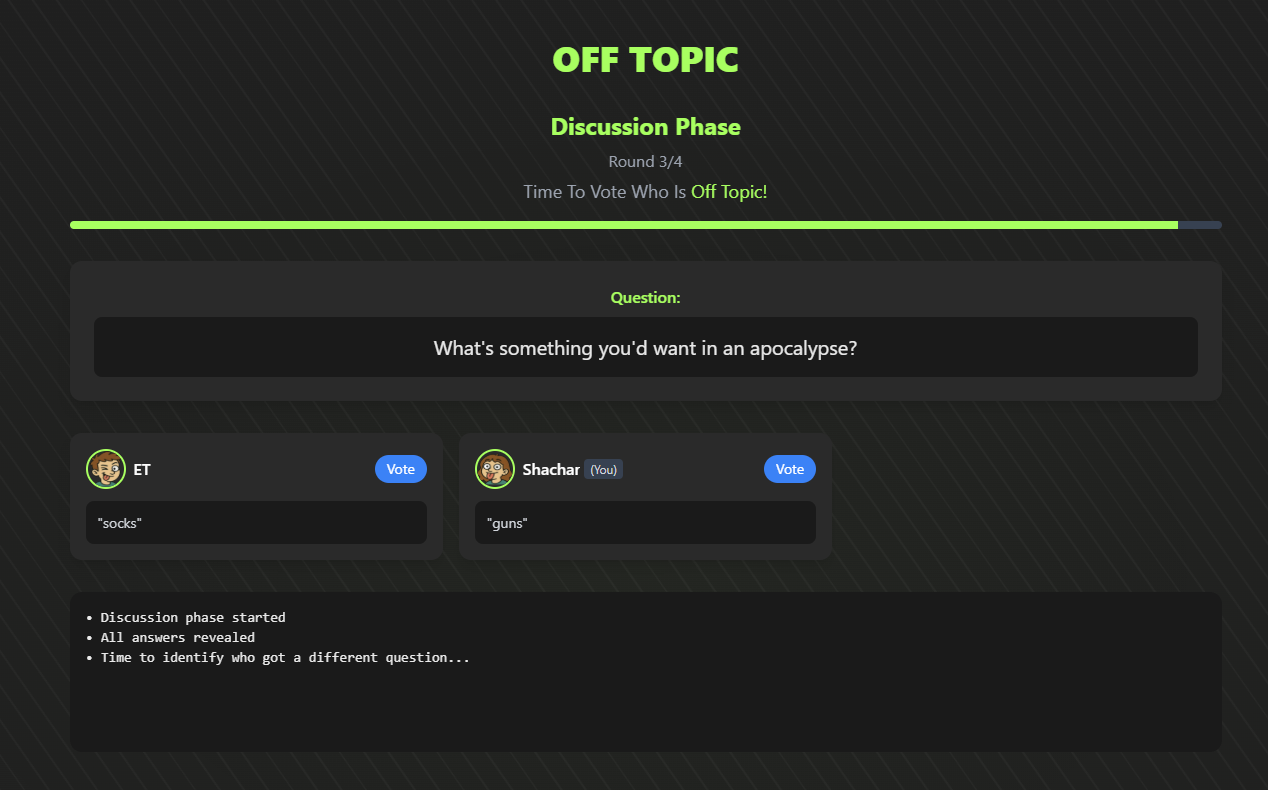 OFF TOPIC
Discussion Phase
Round 3/4
Time To Vote Who Is Off Topic!
Question:
What's something you'd want in an apocalypse?
ET
Vote
"socks"
Shachar (You)
Vote
"guns"
• Discussion phase started
• All answers revealed
• Time to identify who got a different question...